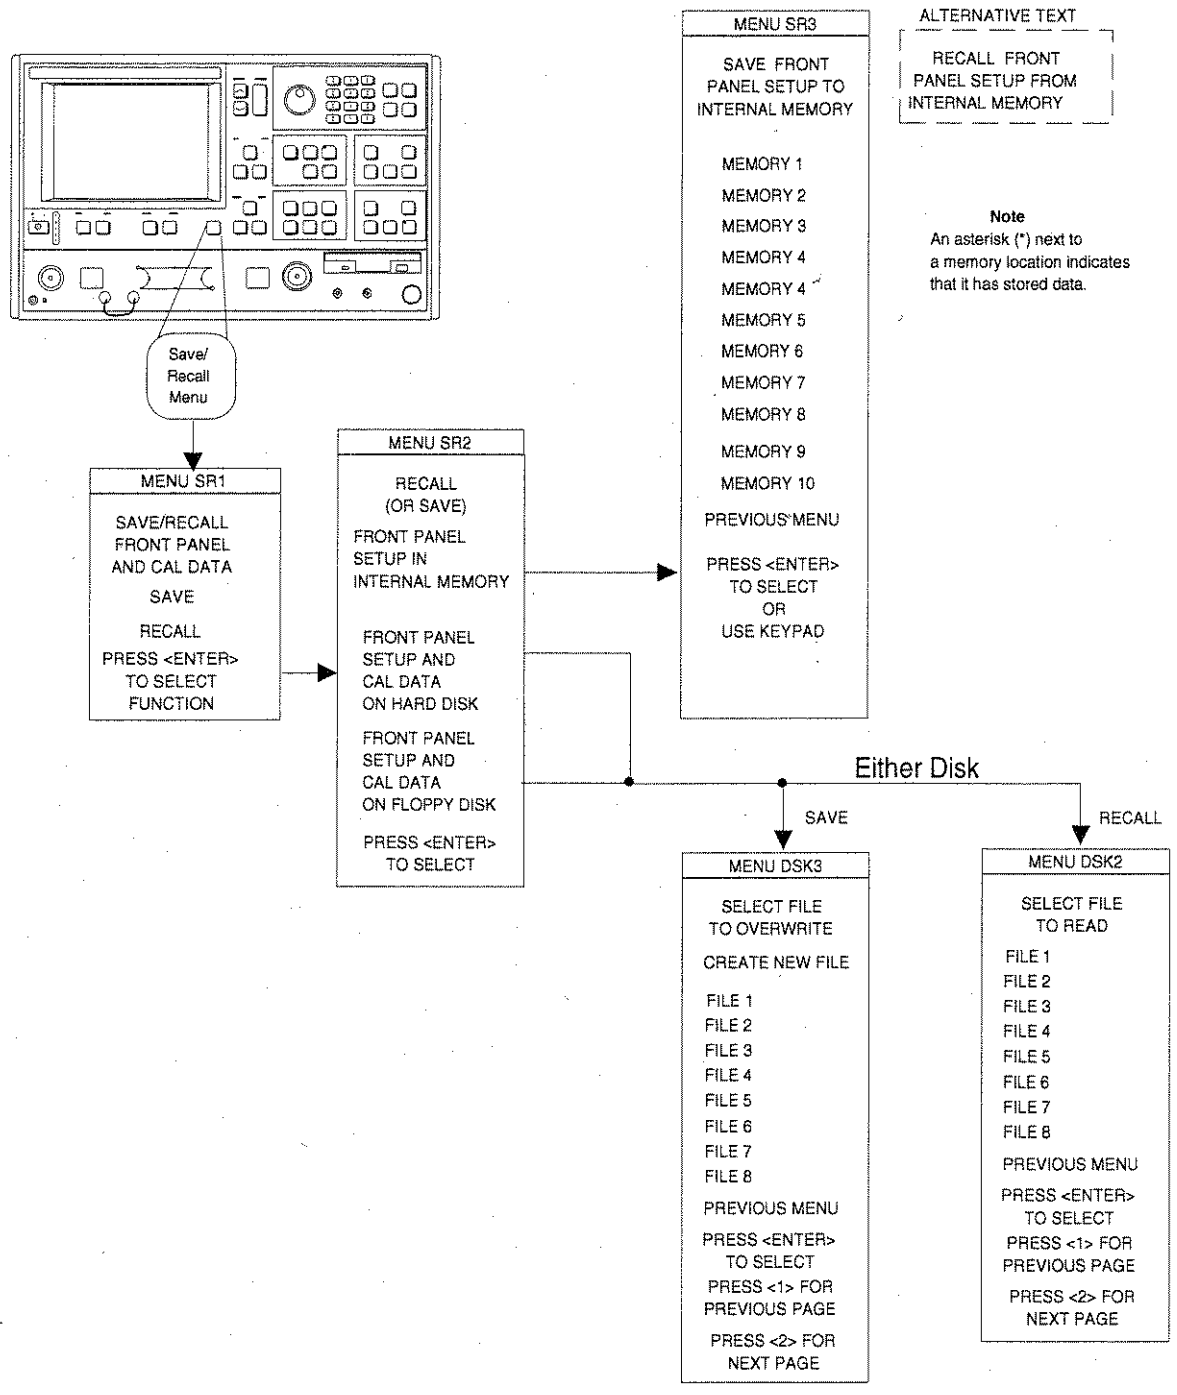 Save/
Recall
Menu
MENU SR1
SAVE/RECALL
FRONT PANEL
AND CAL DATA
SAVE
RECALL
PRESS <ENTER>
TO SELECT
FUNCTION
MENU SR2
RECALL
(OR SAVE)
FRONT PANEL
SETUP IN
INTERNAL MEMORY
FRONT PANEL
SETUP AND
CAL DATA
ON HARD DISK
FRONT PANEL
SETUP AND
CAL DATA
ON FLOPPY DISK
PRESS <ENTER>
TO SELECT
MENU SR3
SAVE FRONT
PANEL SETUP TO
INTERNAL MEMORY
MEMORY 1
MEMORY 2
MEMORY 3
MEMORY 4
MEMORY 4
MEMORY 5
MEMORY 6
MEMORY 7
MEMORY 8
MEMORY 9
MEMORY 10
PREVIOUS MENU
PRESS <ENTER>
TO SELECT
OR
USE KEYPAD
ALTERNATIVE TEXT
RECALL FRONT
PANEL SETUP FROM
INTERNAL MEMORY
Note
An asterisk (*) next to
a memory location indicates
that it has stored data.
Either Disk
SAVE
RECALL
MENU DSK3
SELECT FILE
TO OVERWRITE
CREATE NEW FILE
FILE 1
FILE 2
FILE 3
FILE 4
FILE 5
FILE 6
FILE 7
FILE 8
PREVIOUS MENU
PRESS <ENTER>
TO SELECT
PRESS <1> FOR
PREVIOUS PAGE
PRESS <2> FOR
NEXT PAGE
MENU DSK2
SELECT FILE
TO READ
FILE 1
FILE 2
FILE 3
FILE 4
FILE 5
FILE 6
FILE 7
FILE 8
PREVIOUS MENU
PRESS <ENTER>
TO SELECT
PRESS <1> FOR
PREVIOUS PAGE
PRESS <2> FOR
NEXT PAGE